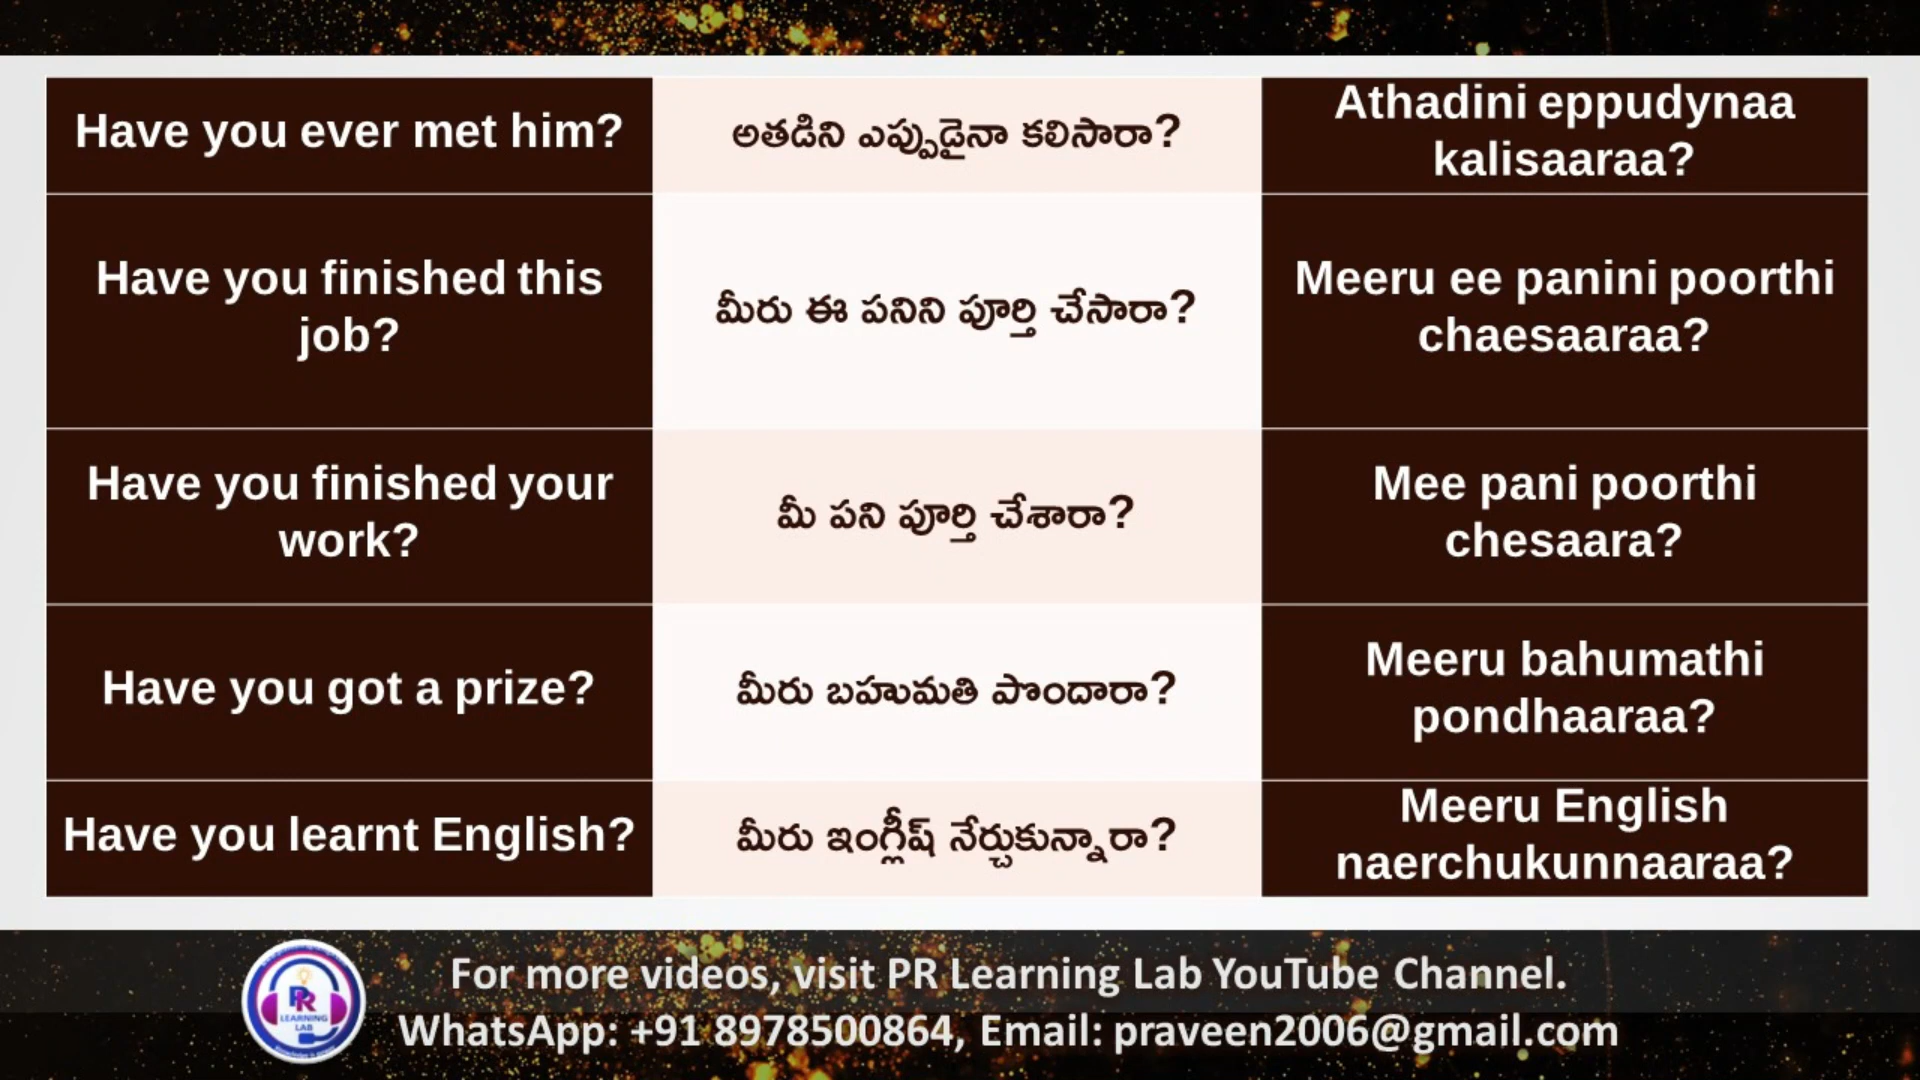 Have you ever met him?
అతడిని ఎప్పుడైనా కలిసారా?
Athadini eppudynaa
kalisaaraa?
Have you finished this
job?
మీరు ఈ పనిని పూర్తి చేసారా?
Meeru ee panini poorthi
chaesaaraa?
Have you finished your
work?
మీ పని పూర్తి చేశారా?
Mee pani poorthi
chesaara?
Have you got a prize?
మీరు బహుమతి పొందారా?
Meeru bahumathi
pondhaaraa?
Have you learnt English?
మీరు ఇంగ్లీష్ నేర్చుకున్నారా?
Meeru English
naerchukunnaaraa?
PR
LEARNING
LAB
For more videos, visit PR Learning Lab YouTube Channel.
WhatsApp: +91 8978500864, Email: praveen2006@gmail.com